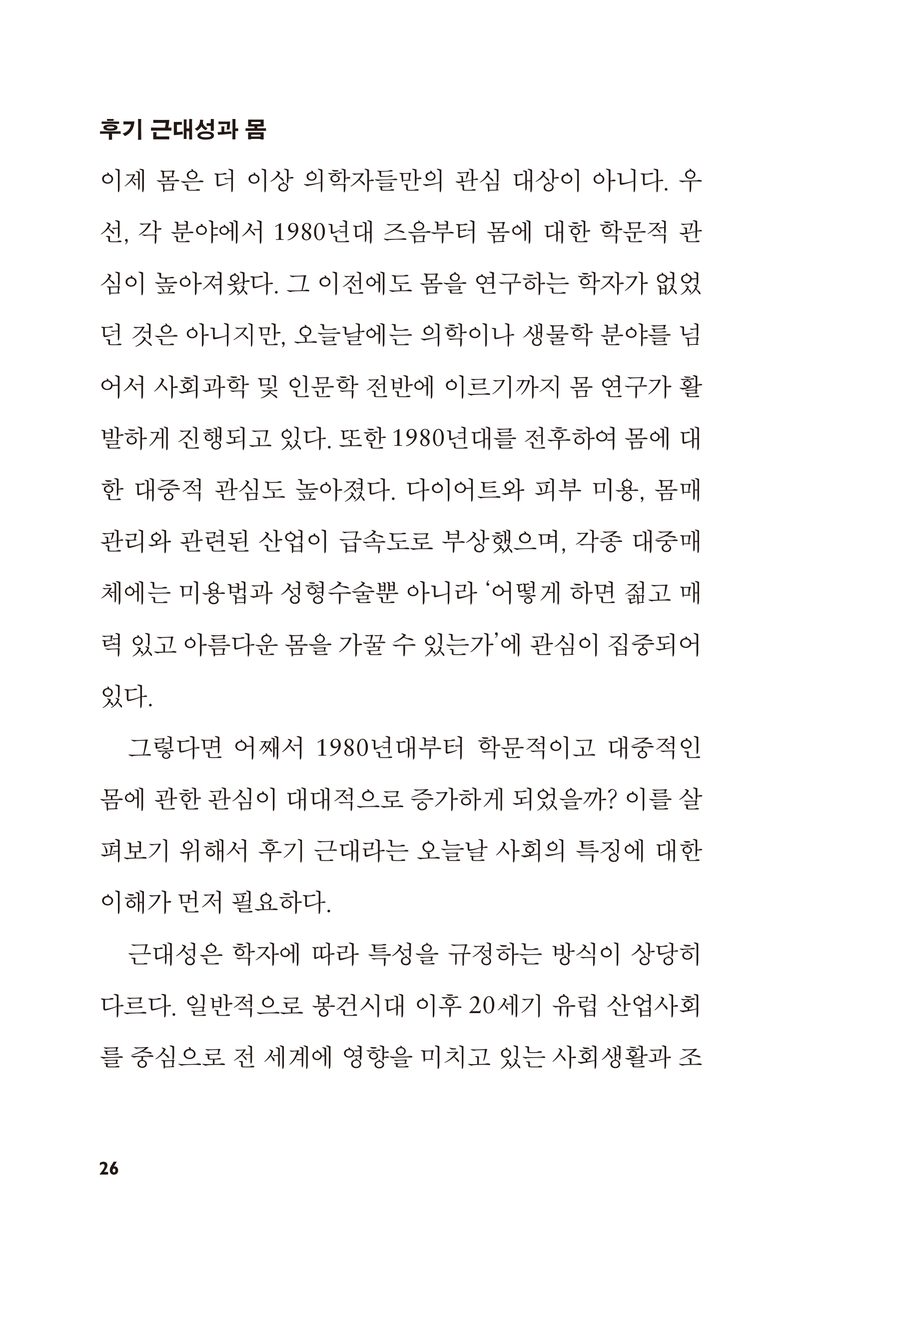 후기 근대성과 몸
이제 몸은 더 이상 의학자들만의 관심 대상이 아니다. 우
선, 각 분야에서 1980년대 즈음부터 몸에 대한 학문적 관
심이 높아져왔다. 그 이전에도 몸을 연구하는 학자가 없었
던 것은 아니지만, 오늘날에는 의학이나 생물학 분야를 넘
어서 사회과학 및 인문학 전반에 이르기까지 몸 연구가 활
발하게 진행되고 있다. 또한 1980년대를 전후하여 몸에 대
한 대중적 관심도 높아졌다. 다이어트와 피부 미용, 몸매
관리와 관련된 산업이 급속도로 부상했으며, 각종 대중매
체에는 미용법과 성형수술뿐 아니라 ‘어떻게 하면 젊고 매
력 있고 아름다운 몸을 가꿀 수 있는가’에 관심이 집중되어
있다.
그렇다면 어째서 1980년대부터 학문적이고 대중적인
몸에 관한 관심이 대대적으로 증가하게 되었을까? 이를 살
펴보기 위해서 후기 근대라는 오늘날 사회의 특징에 대한
이해가 먼저 필요하다.
근대성은 학자에 따라 특성을 규정하는 방식이 상당히
다르다. 일반적으로 봉건시대 이후 20세기 유럽 산업사회
를 중심으로 전 세계에 영향을 미치고 있는 사회생활과 조
26